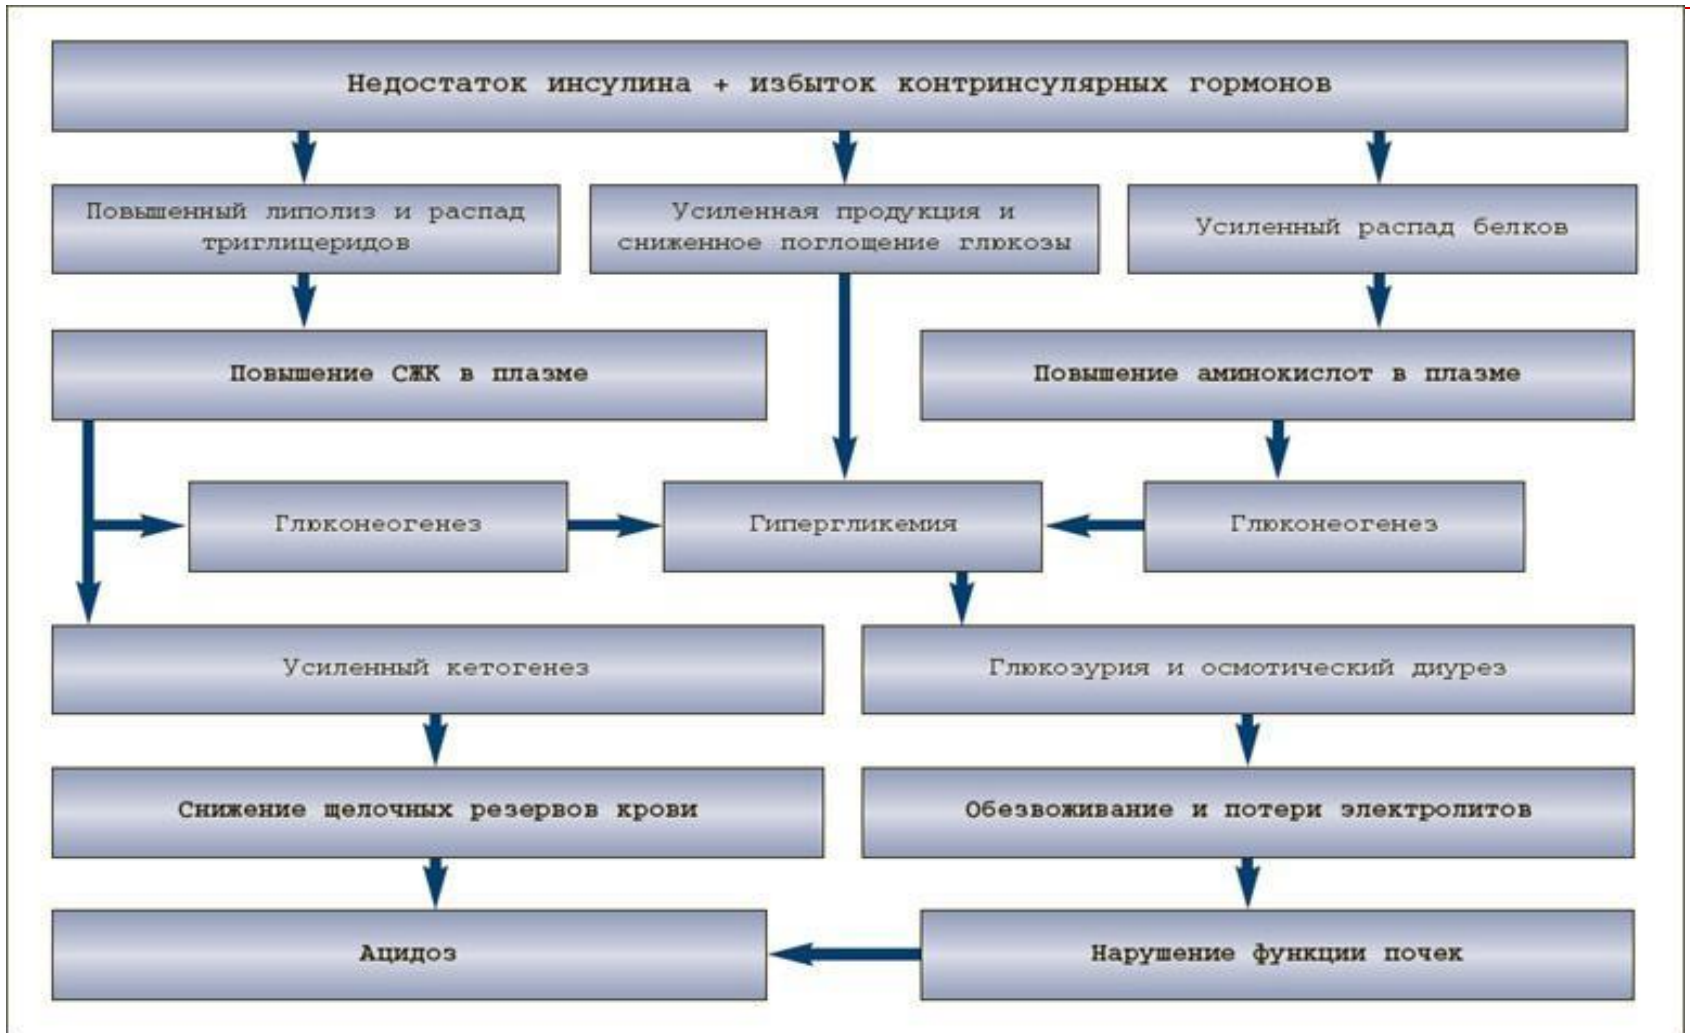 Недостаток инсулина + избыток контринсулярных гормонов
Повышенный липолиз и распад
триглицеридов
Усиленная продукция и
сниженное поглощение глюкозы
Усиленный распад белков
Повышение СЖК в плазме
Повышение аминокислот в плазме
Глюконеогенез
Гипергликемия
Глюконеогенез
Усиленный кетогенез
Глюкозурия и осмотический диурез
Снижение щелочных резервов крови
Обезвоживание и потери электролитов
Ацидоз
Нарушение функции почек